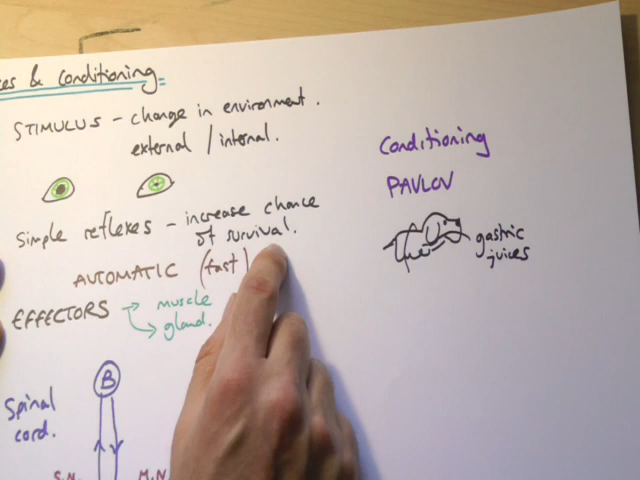 es & Conditioning
STIMULUS – change in environment.
external / internal.
Simple reflexes – increase chance
of survival.
AUTOMATIC (fast)
EFFECTORS → muscle
→ gland.
B
Spinal
cord.
S.N. M.N.
Conditioning
PAVLOV
gastric
juices